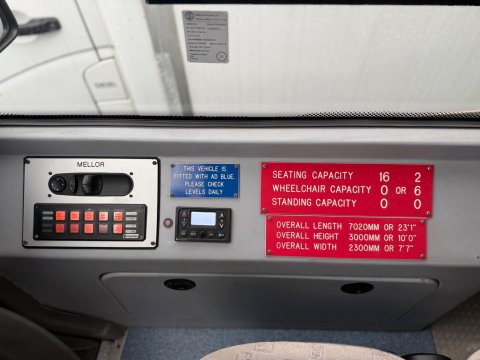 MELLOR
THIS VEHICLE IS
FITTED WITH AD BLUE
PLEASE CHECK
LEVELS DAILY
SEATING CAPACITY 16 2
WHEELCHAIR CAPACITY 0 OR 6
STANDING CAPACITY 0 0
OVERALL LENGTH 7020MM OR 23'1"
OVERALL HEIGHT 3000MM OR 10'0"
OVERALL WIDTH 2300MM OR 7'7"